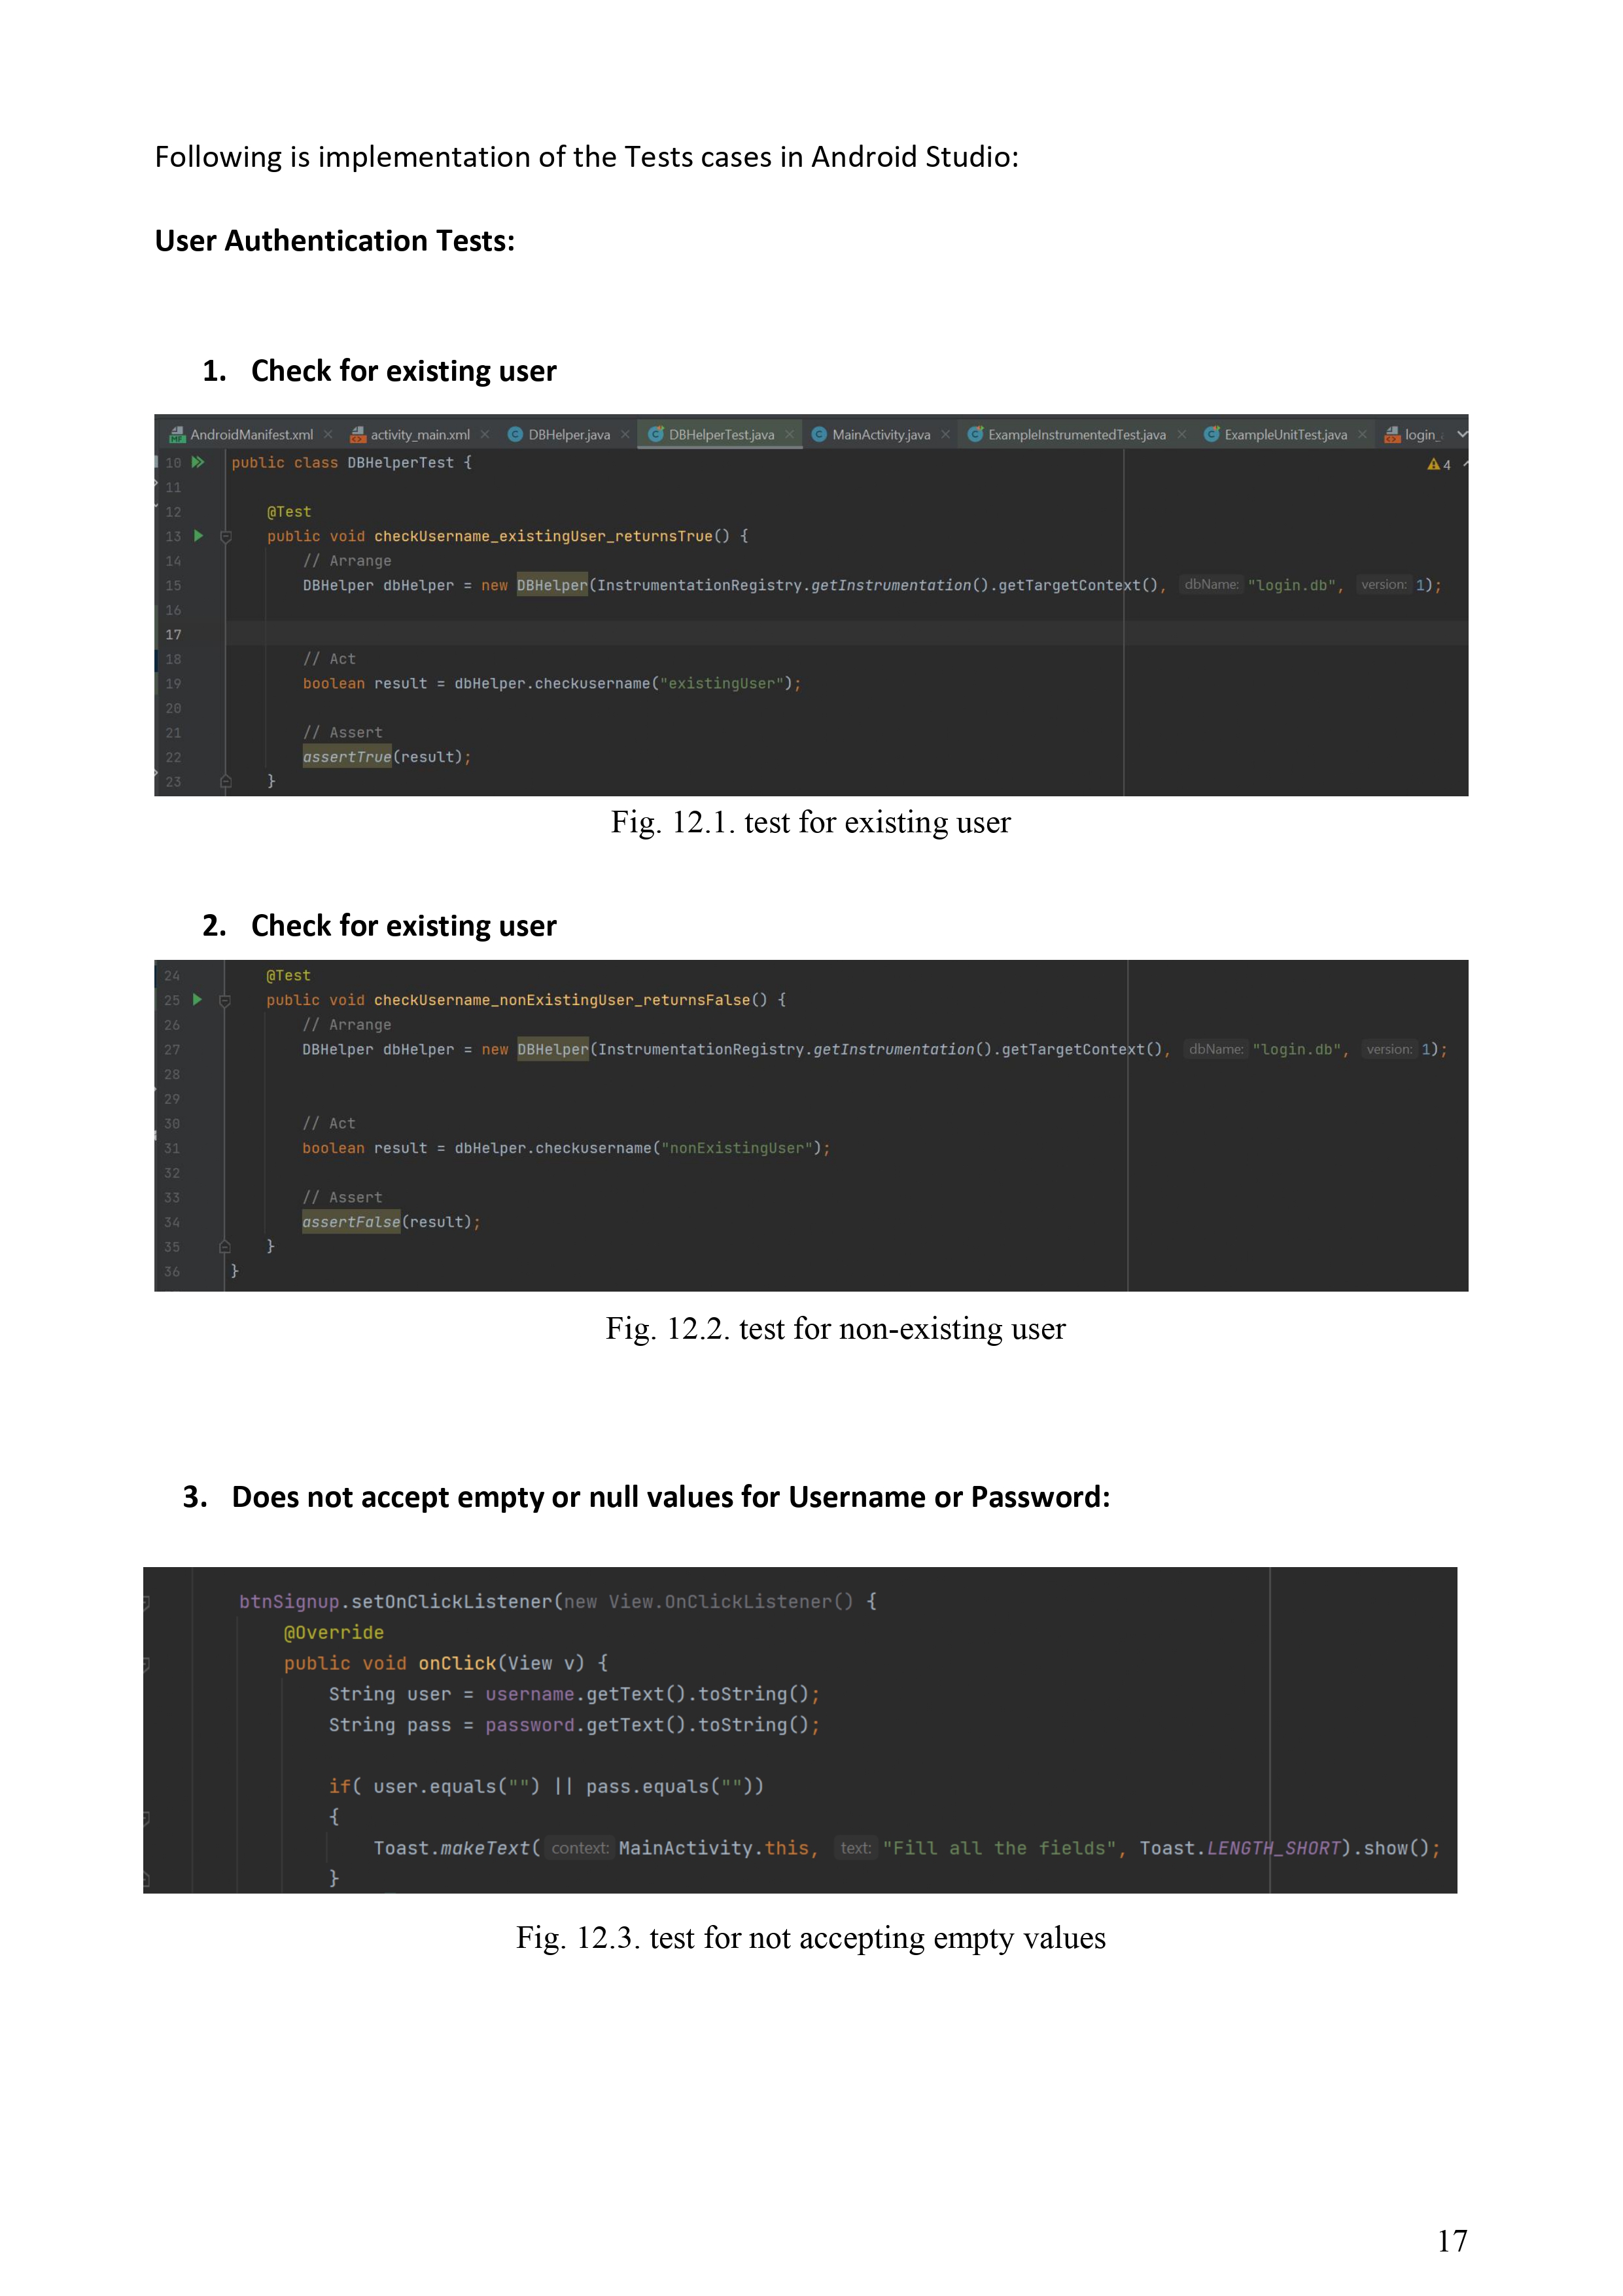 Following is implementation of the Tests cases in Android Studio:
User Authentication Tests:
1. Check for existing user
AndroidManifest.xml × activity_main.xml × DBHelper.java × DBHelperTest.java × MainActivity.java × ExampleInstrumentedTest.java × ExampleUnitTest.java × login_
10 public class DBHelperTest { 4
11
12 @Test
13 public void checkUsername_existingUser_returnsTrue() {
14 // Arrange
15 DBHelper dbHelper = new DBHelper(InstrumentationRegistry.getInstrumentation().getTargetContext(), dbName: "login.db", version: 1);
16
17
18 // Act
19 boolean result = dbHelper.checkusername("existingUser");
20
21 // Assert
22 assertTrue(result);
23 }
Fig. 12.1. test for existing user
2. Check for existing user
24 @Test
25 public void checkUsername_nonExistingUser_returnsFalse() {
26 // Arrange
27 DBHelper dbHelper = new DBHelper(InstrumentationRegistry.getInstrumentation().getTargetContext(), dbName: "login.db", version: 1);
28
29
30 // Act
31 boolean result = dbHelper.checkusername("nonExistingUser");
32
33 // Assert
34 assertFalse(result);
35 }
36 }
Fig. 12.2. test for non-existing user
3. Does not accept empty or null values for Username or Password:
btnSignup.setOnClickListener(new View.OnClickListener() {
@Override
public void onClick(View v) {
String user = username.getText().toString();
String pass = password.getText().toString();
if( user.equals("") || pass.equals(""))
{
Toast.makeText( context: MainActivity.this, text: "Fill all the fields", Toast.LENGTH_SHORT).show();
}
Fig. 12.3. test for not accepting empty values
17